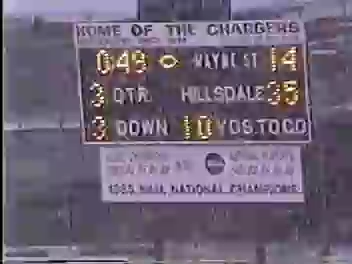 HOME OF THE CHARGERS
0:49 WAYNE ST 14
3 QTR HILLSDALE 35
3 DOWN 10 YDS.TO GO
1985 NAIA NATIONAL CHAMPIONS